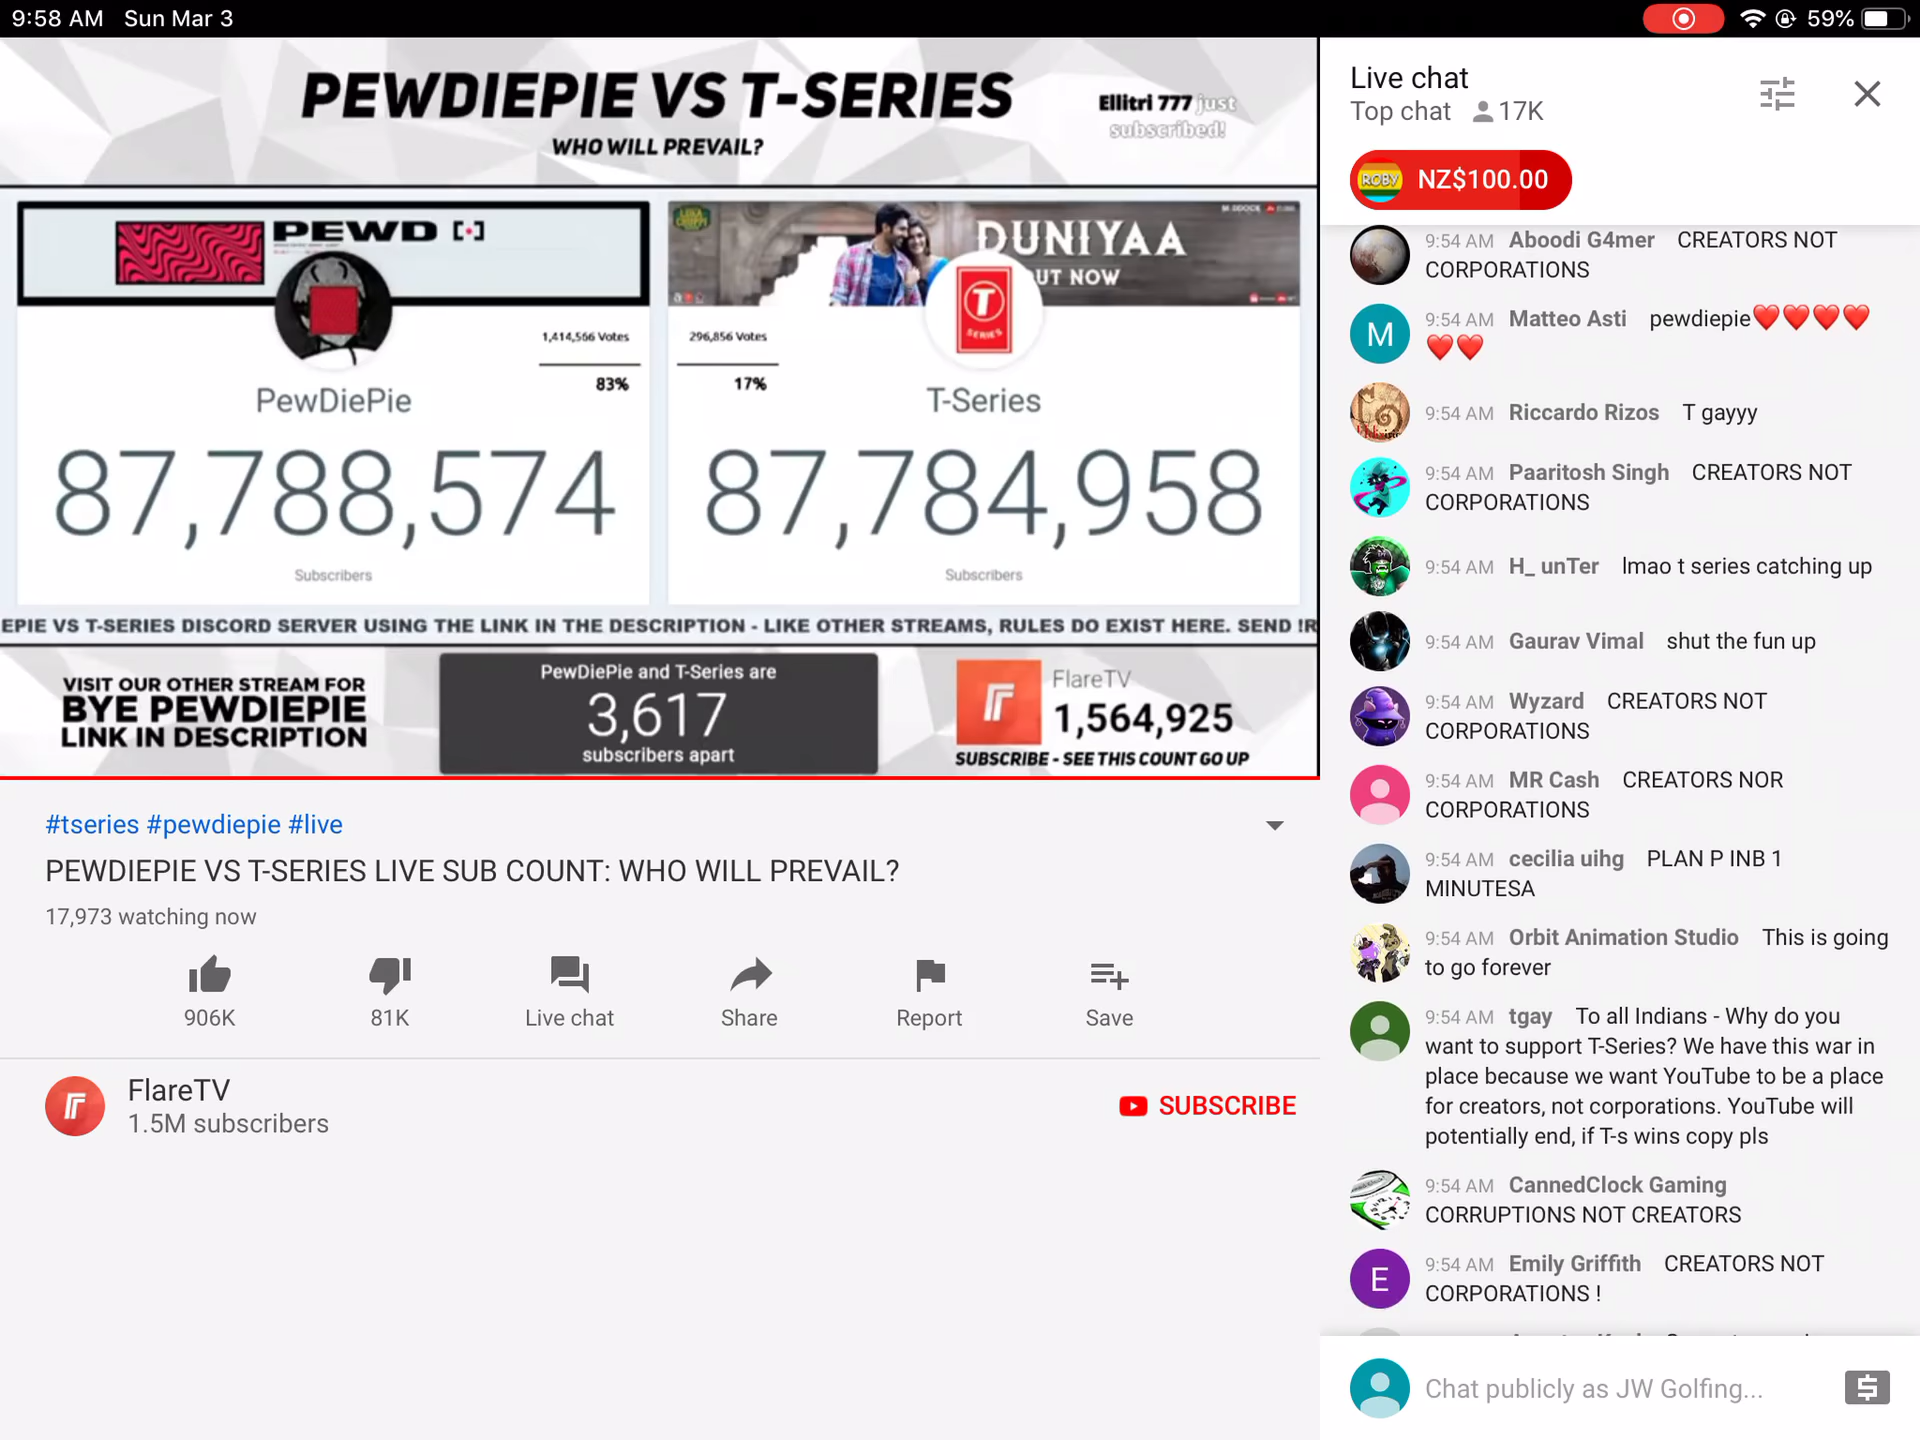 9:58 AM Sun Mar 3
59%
PEWDIEPIE VS T-SERIES
WHO WILL PREVAIL?
Ellitri 777 just
subscribed!
PEWD
1,414,566 Votes
83%
PewDiePie
87,788,574
Subscribers
DUNIYAA
OUT NOW
T
SERIES
296,856 Votes
17%
T-Series
87,784,958
Subscribers
EPIE VS T-SERIES DISCORD SERVER USING THE LINK IN THE DESCRIPTION - LIKE OTHER STREAMS, RULES DO EXIST HERE. SEND !R
VISIT OUR OTHER STREAM FOR
BYE PEWDIEPIE
LINK IN DESCRIPTION
PewDiePie and T-Series are
3,617
subscribers apart
FlareTV
1,564,925
SUBSCRIBE - SEE THIS COUNT GO UP
#tseries #pewdiepie #live
PEWDIEPIE VS T-SERIES LIVE SUB COUNT: WHO WILL PREVAIL?
17,973 watching now
906K
81K
Live chat
Share
Report
Save
FlareTV
1.5M subscribers
SUBSCRIBE
Live chat
Top chat 17K
ROBY NZ$100.00
9:54 AM Aboodi G4mer CREATORS NOT
CORPORATIONS
M
9:54 AM Matteo Asti pewdiepie❤️❤️❤️❤️
❤️❤️
9:54 AM Riccardo Rizos T gayyy
9:54 AM Paaritosh Singh CREATORS NOT
CORPORATIONS
9:54 AM H_ unTer lmao t series catching up
9:54 AM Gaurav Vimal shut the fun up
9:54 AM Wyzard CREATORS NOT
CORPORATIONS
9:54 AM MR Cash CREATORS NOR
CORPORATIONS
9:54 AM cecilia uihg PLAN P INB 1
MINUTESA
9:54 AM Orbit Animation Studio This is going
to go forever
9:54 AM tgay To all Indians - Why do you
want to support T-Series? We have this war in
place because we want YouTube to be a place
for creators, not corporations. YouTube will
potentially end, if T-s wins copy pls
9:54 AM CannedClock Gaming
CORRUPTIONS NOT CREATORS
E
9:54 AM Emily Griffith CREATORS NOT
CORPORATIONS !
Chat publicly as JW Golfing...